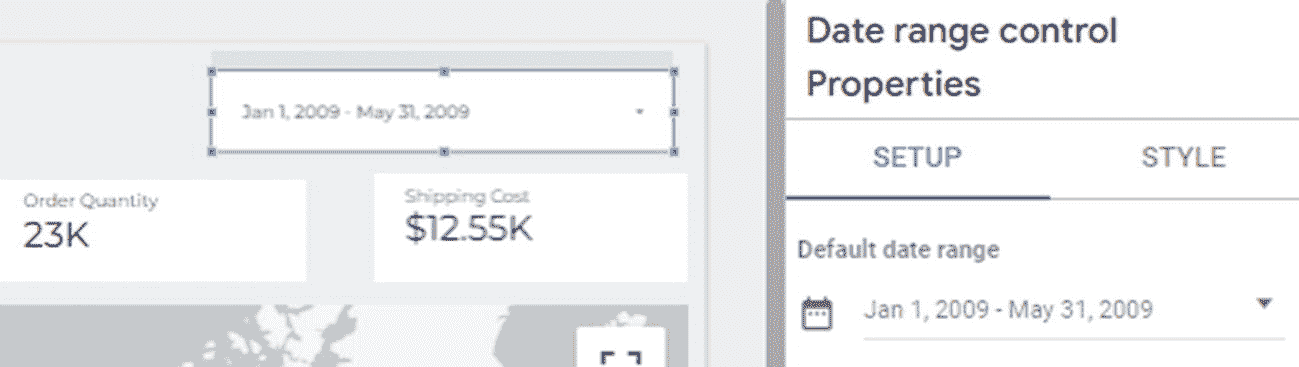 Jan 1, 2009 - May 31, 2009
Order Quantity
23K
Shipping Cost
$12.55K
Date range control
Properties
SETUP
STYLE
Default date range
Jan 1, 2009 - May 31, 2009